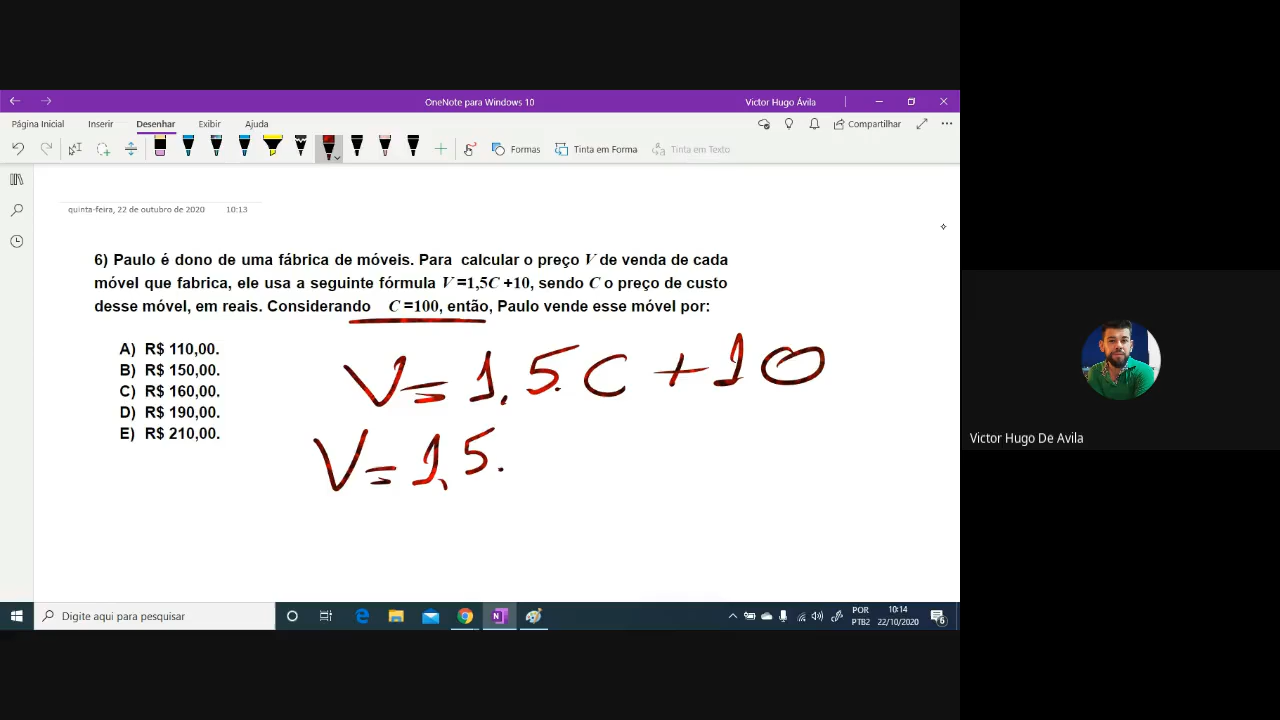 OneNote para Windows 10
Victor Hugo Ávila
Página Inicial Inserir Desenhar Exibir Ajuda
Compartilhar
Formas Tinta em Forma Tinta em Texto
quinta-feira, 22 de outubro de 2020 10:13
6) Paulo é dono de uma fábrica de móveis. Para calcular o preço V de venda de cada
móvel que fabrica, ele usa a seguinte fórmula V =1,5C +10, sendo C o preço de custo
desse móvel, em reais. Considerando C =100, então, Paulo vende esse móvel por:
A) R$ 110,00.
B) R$ 150,00.
C) R$ 160,00.
D) R$ 190,00.
E) R$ 210,00.
V= 1,5.C +10
V= 1,5.
Victor Hugo De Avila
Digite aqui para pesquisar
POR
PTB2
10:14
22/10/2020
6